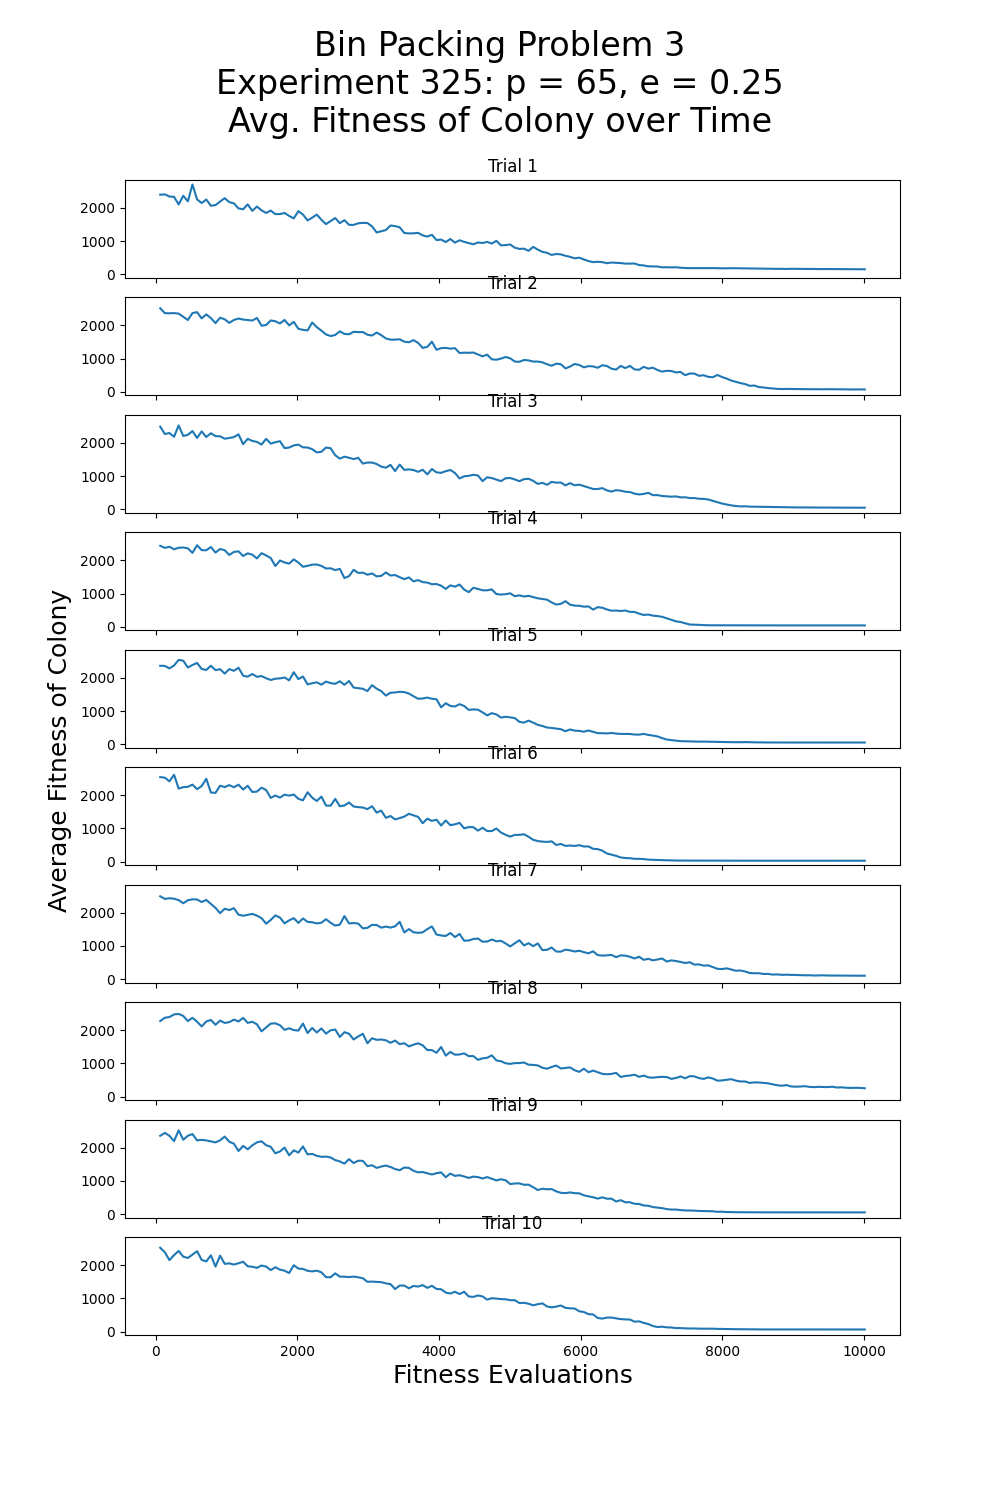 Bin Packing Problem 3
Experiment 325: p = 65, e = 0.25
Avg. Fitness of Colony over Time
Average Fitness of Colony
Trial 1
2000
1000
0
Trial 2
2000
1000
0
Trial 3
2000
1000
0
Trial 4
2000
1000
0
Trial 5
2000
1000
0
Trial 6
2000
1000
0
Trial 7
2000
1000
0
Trial 8
2000
1000
0
Trial 9
2000
1000
0
Trial 10
2000
1000
0
0 2000 4000 6000 8000 10000
Fitness Evaluations